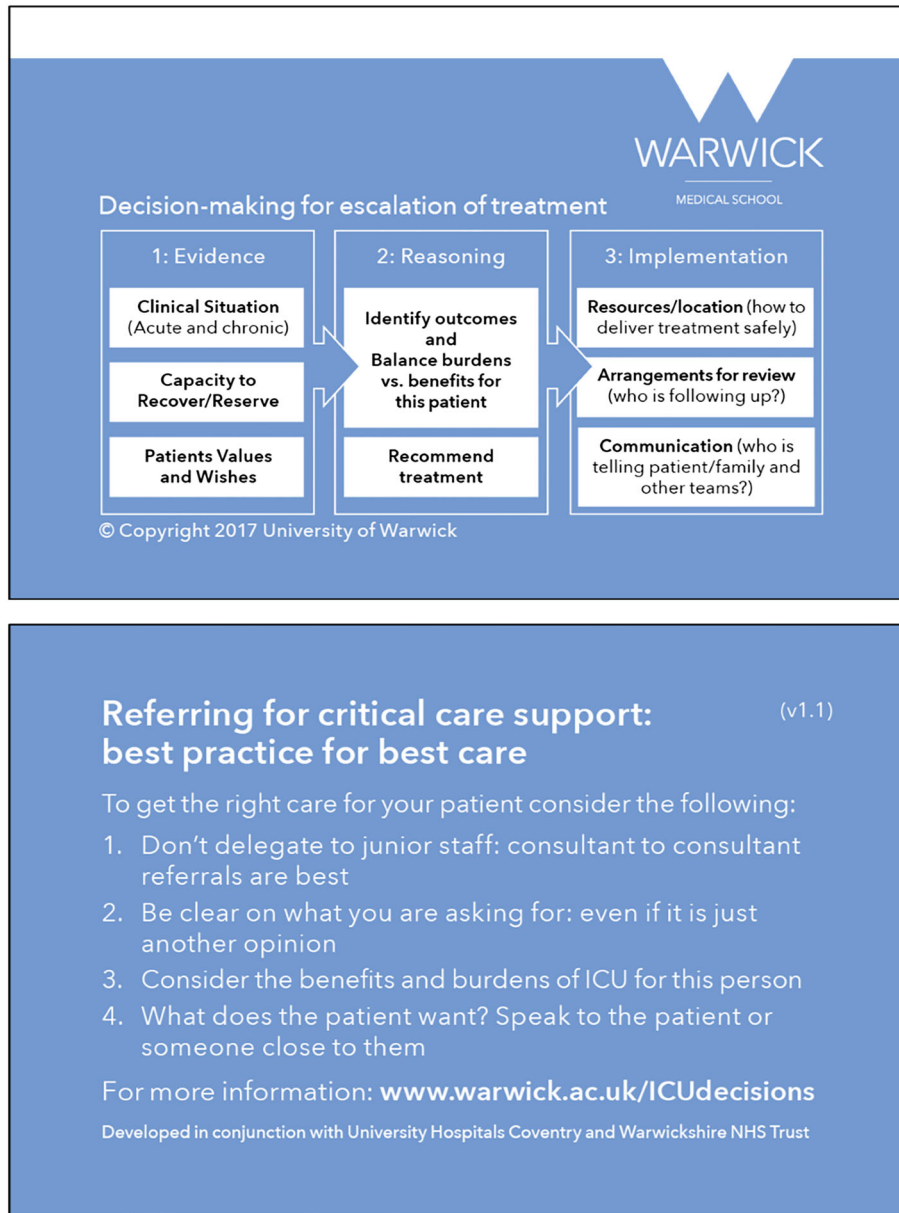 WARWICK
MEDICAL SCHOOL
Decision-making for escalation of treatment
1: Evidence
Clinical Situation
(Acute and chronic)
Capacity to
Recover/Reserve
Patients Values
and Wishes
2: Reasoning
Identify outcomes
and
Balance burdens
vs. benefits for
this patient
Recommend
treatment
3: Implementation
Resources/location (how to
deliver treatment safely)
Arrangements for review
(who is following up?)
Communication (who is
telling patient/family and
other teams?)
© Copyright 2017 University of Warwick
Referring for critical care support:
best practice for best care
(v1.1)
To get the right care for your patient consider the following:
1. Don’t delegate to junior staff: consultant to consultant
referrals are best
2. Be clear on what you are asking for: even if it is just
another opinion
3. Consider the benefits and burdens of ICU for this person
4. What does the patient want? Speak to the patient or
someone close to them
For more information: www.warwick.ac.uk/ICUdecisions
Developed in conjunction with University Hospitals Coventry and Warwickshire NHS Trust